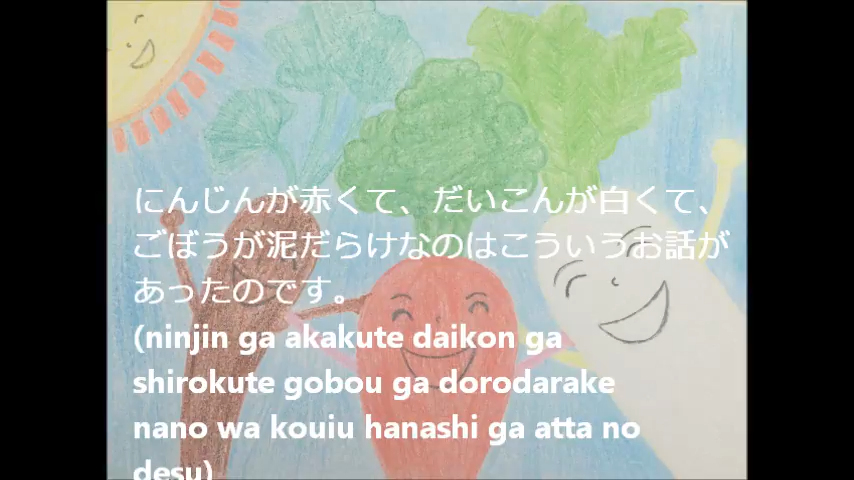 にんじんが赤くて、だいこんが白くて、
ごぼうが泥だらけなのはこういうお話が
あったのです。
(ninjin ga akakute daikon ga
shirokute gobou ga dorodarake
nano wa kouiu hanashi ga atta no
desu)